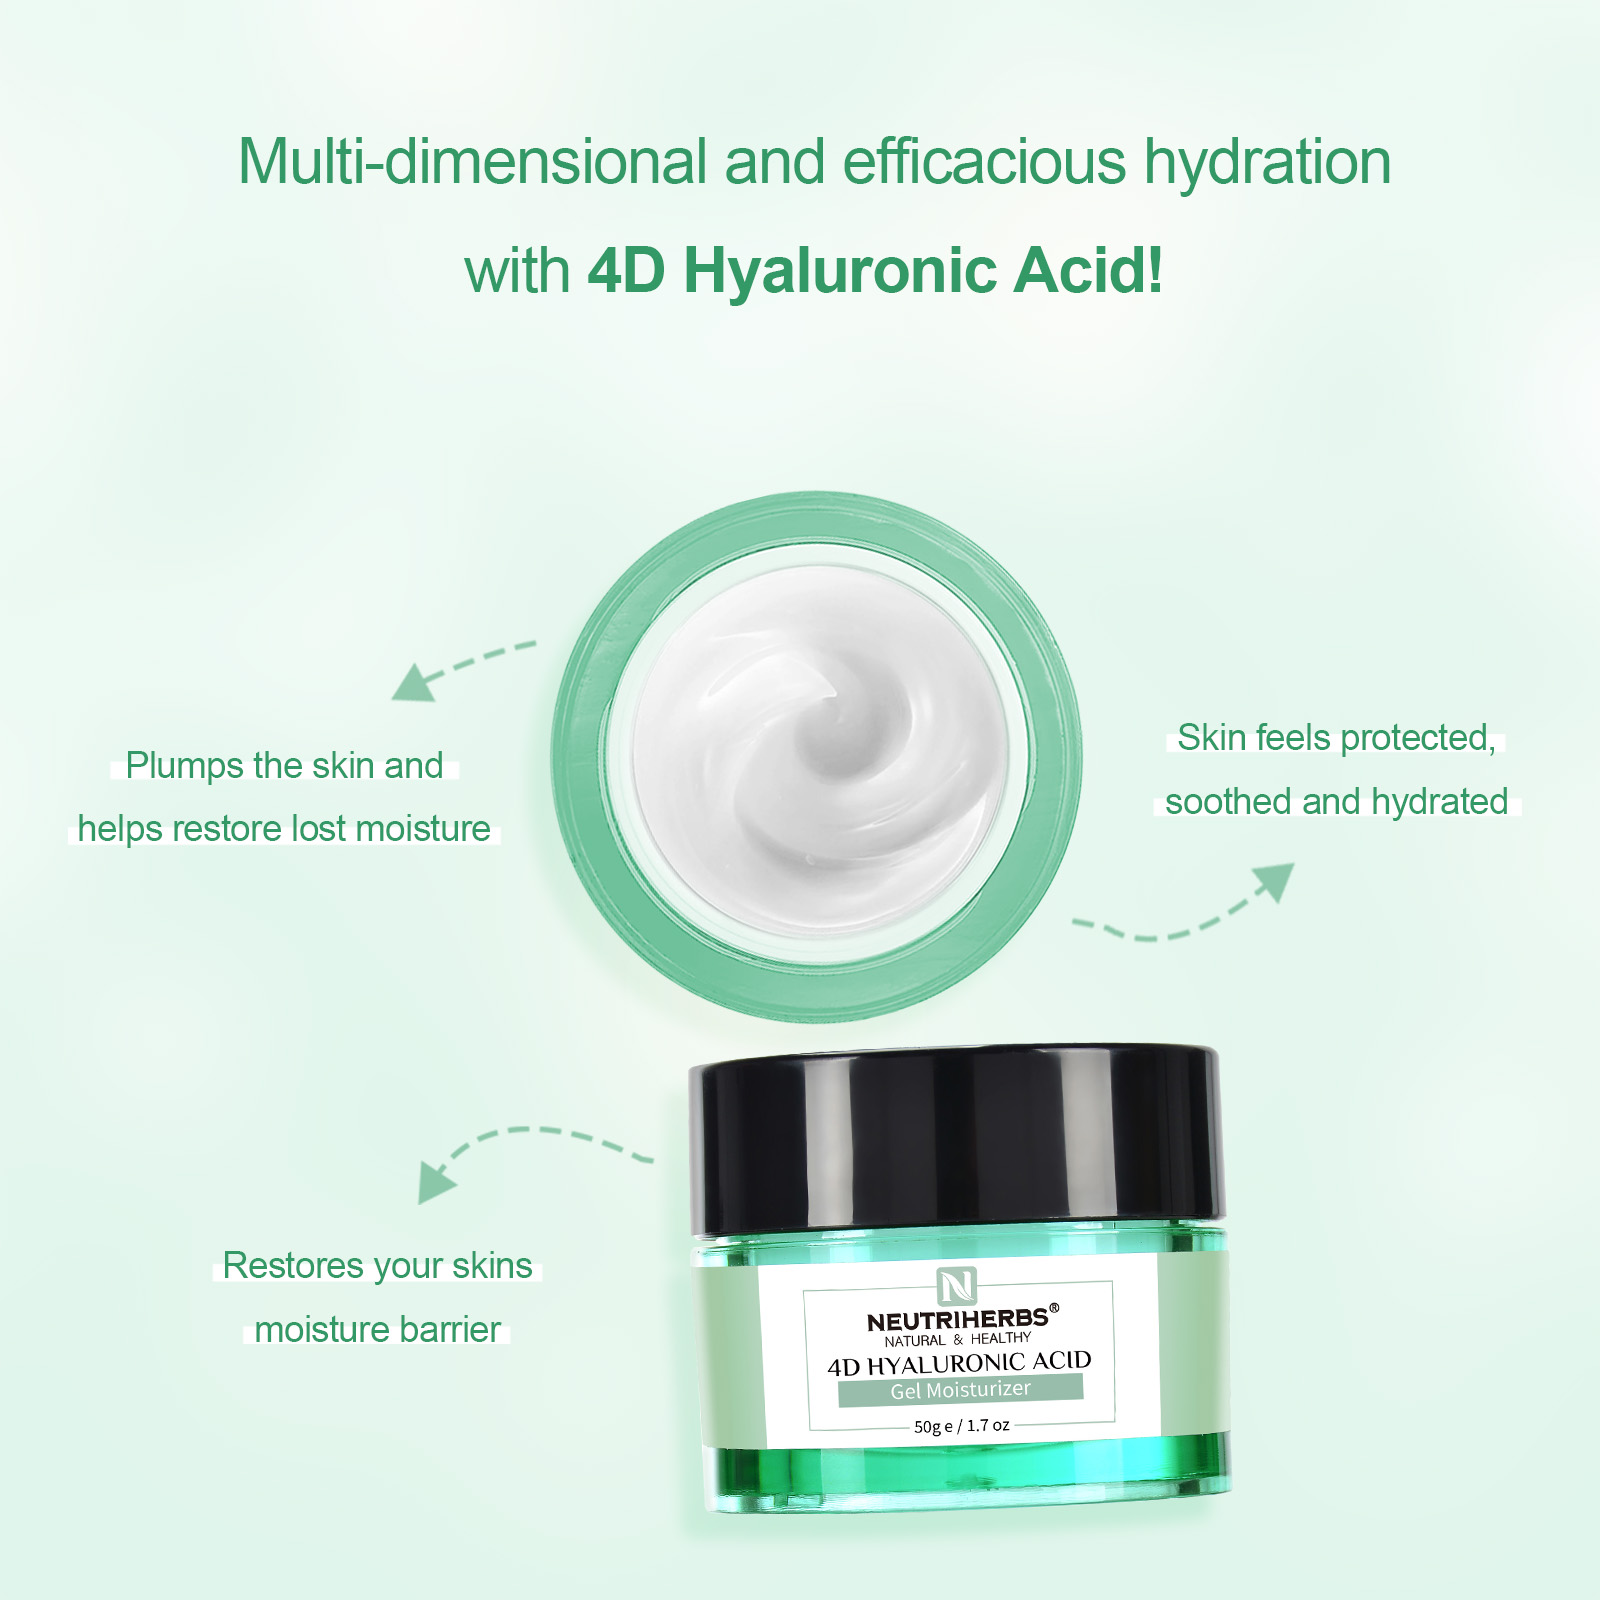 Multi-dimensional and efficacious hydration
with 4D Hyaluronic Acid!
Plumps the skin and
helps restore lost moisture
Skin feels protected,
soothed and hydrated
Restores your skins
moisture barrier
N
NEUTRIHERBS®
NATURAL & HEALTHY
4D HYALURONIC ACID
Gel Moisturizer
50g e / 1.7 oz